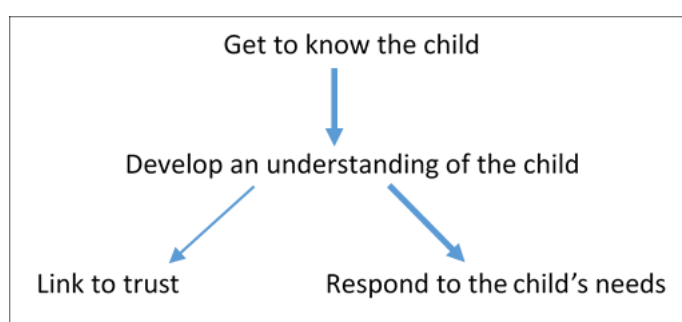 Get to know the child
Develop an understanding of the child
Link to trust
Respond to the child’s needs